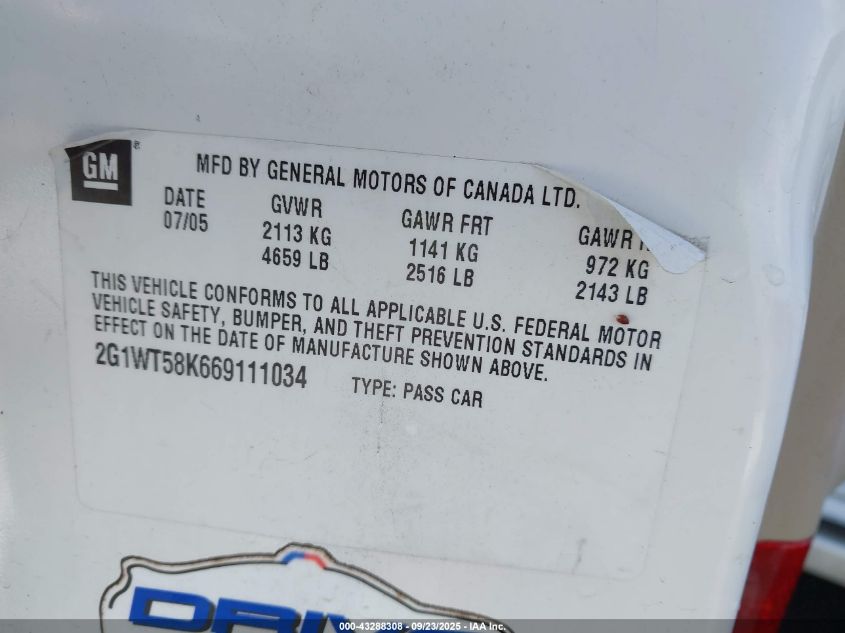 GM ®
MFD BY GENERAL MOTORS OF CANADA LTD.
DATE GVWR GAWR FRT GAWR
07/05 2113 KG 1141 KG 972 KG
4659 LB 2516 LB 2143 LB
THIS VEHICLE CONFORMS TO ALL APPLICABLE U.S. FEDERAL MOTOR
VEHICLE SAFETY, BUMPER, AND THEFT PREVENTION STANDARDS IN
EFFECT ON THE DATE OF MANUFACTURE SHOWN ABOVE.
2G1WT58K669111034 TYPE: PASS CAR
000-43288308 - 09/23/2025 - IAA Inc.